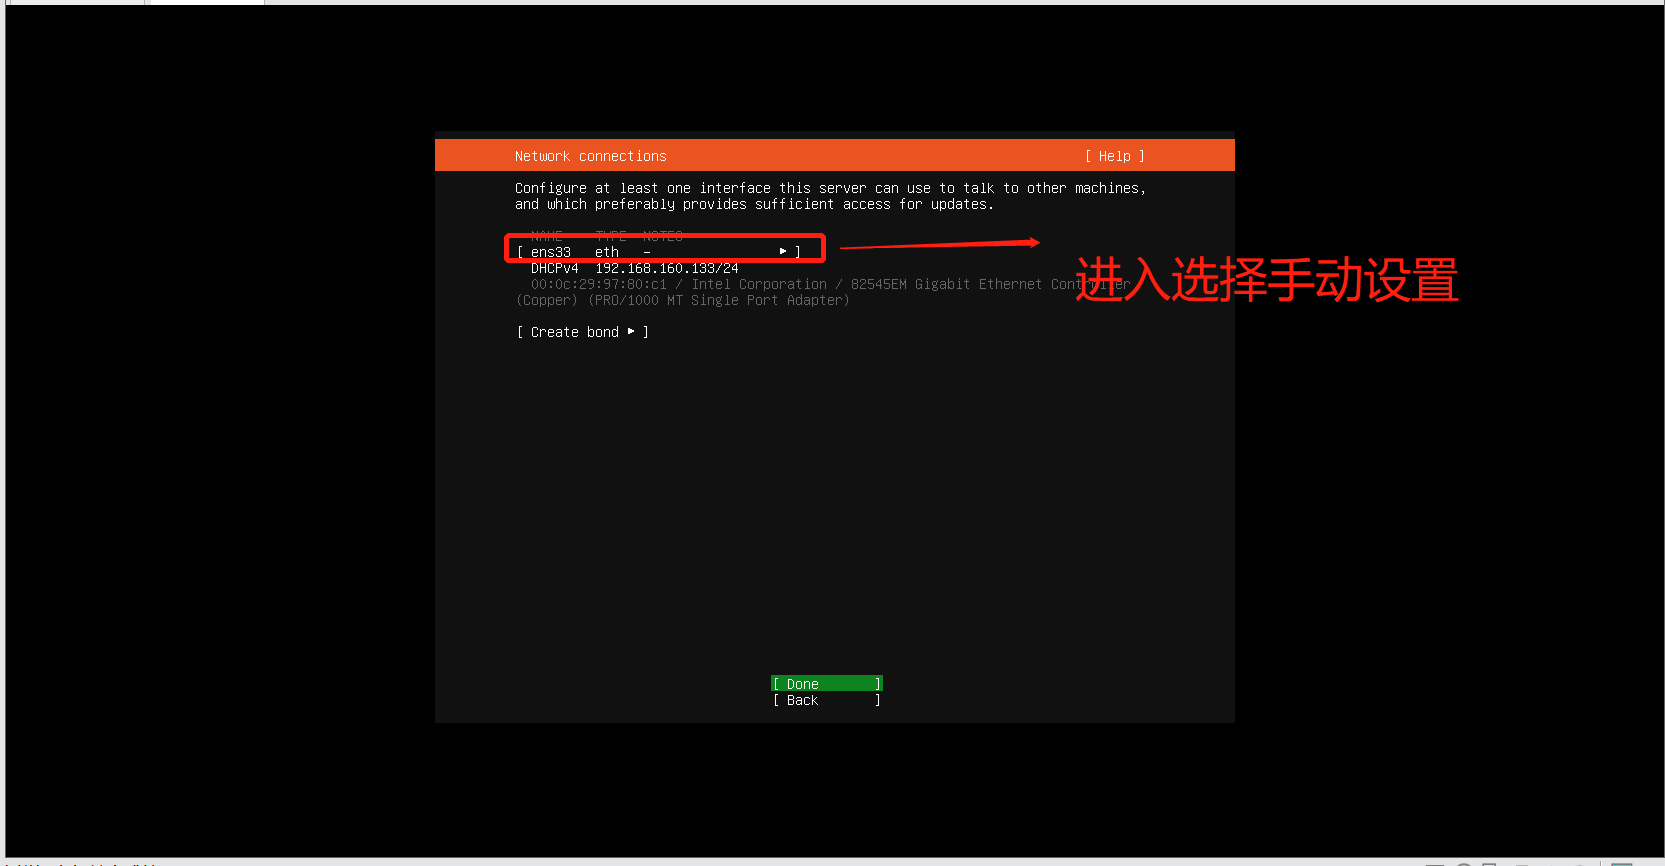 Network connections [ Help ]
Configure at least one interface this server can use to talk to other machines,
and which preferably provides sufficient access for updates.
NAME TYPE NOTES
[ ens33 eth - ▸ ]
DHCPv4 192.168.160.133/24
00:0c:29:97:80:c1 / Intel Corporation / 82545EM Gigabit Ethernet Controller
(Copper) (PRO/1000 MT Single Port Adapter)
进入选择手动设置
[ Create bond ▸ ]
[ Done ]
[ Back ]